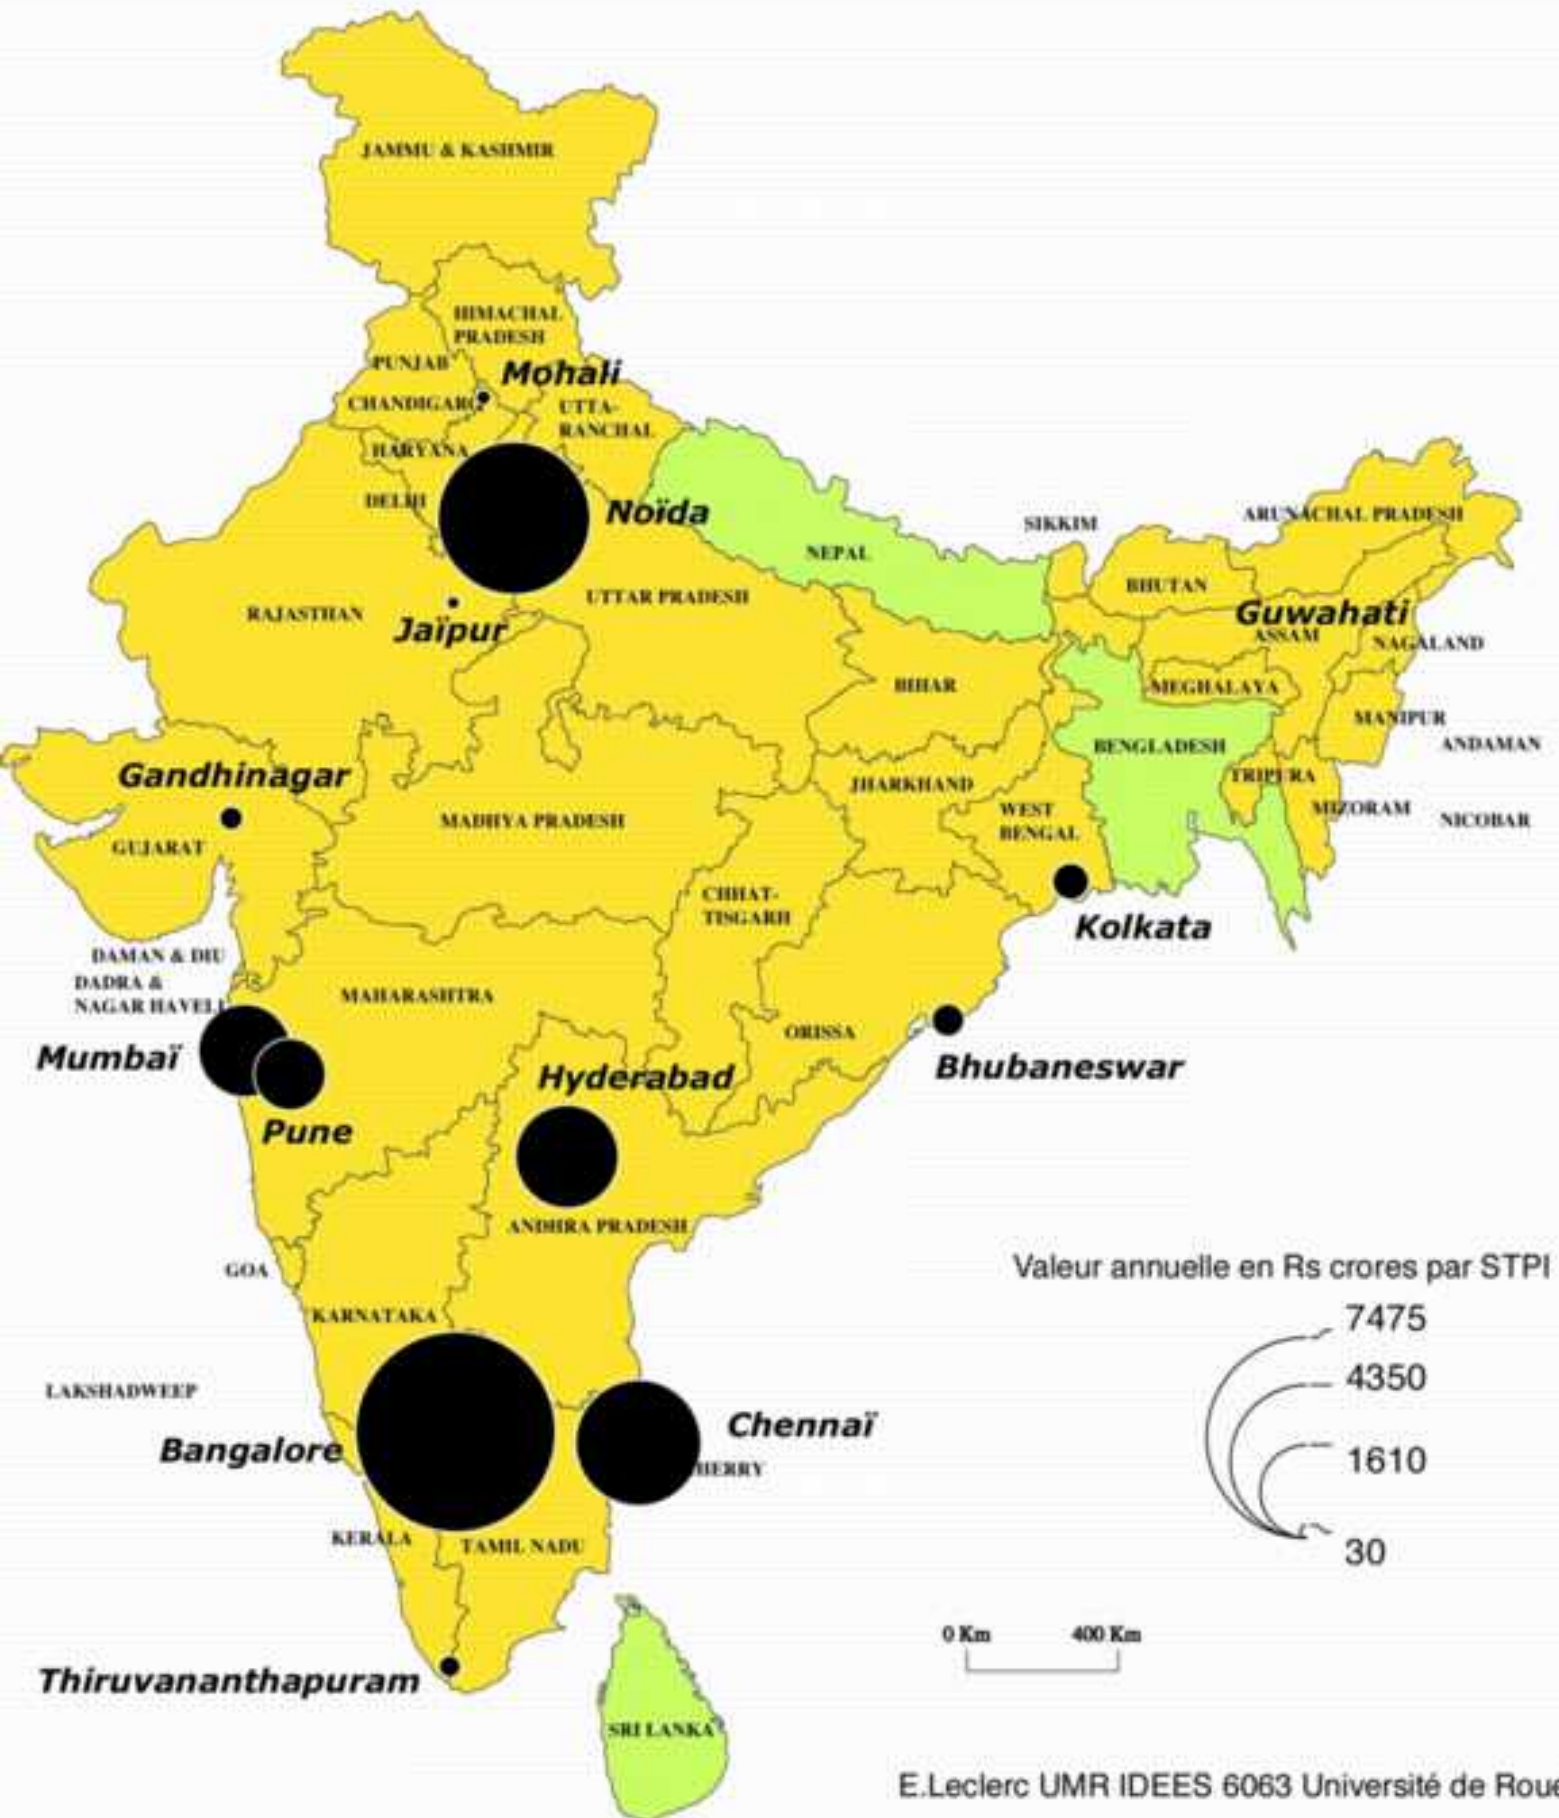 JAMMU & KASHMIR
HIMACHAL
PRADESH
PUNJAB
Mohali
CHANDIGARG
UTTA-
RANCHAL
HARYANA
DELHI
Noïda
NEPAL
SIKKIM
ARUNACHAL PRADESH
BHUTAN
UTTAR PRADESH
RAJASTHAN
Jaïpur
Guwahati
ASSAM
NAGALAND
BIHAR
MEGHALAYA
MANIPUR
ANDAMAN
BENGLADESH
Gandhinagar
JHARKHAND
TRIPURA
MADHYA PRADESH
WEST
BENGAL
MIZORAM
NICOBAR
GUJARAT
CHHAT-
TISGARH
Kolkata
DAMAN & DIU
DADRA &
NAGAR HAVELI
MAHARASHTRA
ORISSA
Mumbaï
Bhubaneswar
Hyderabad
Pune
ANDHRA PRADESH
GOA
Valeur annuelle en Rs crores par STPI
KARNATAKA
7475
4350
LAKSHADWEEP
Chennaï
Bangalore
1610
HERRY
KERALA
TAMIL NADU
30
0 Km 400 Km
Thiruvananthapuram
SRI LANKA
E.Leclerc UMR IDEES 6063 Université de Roue